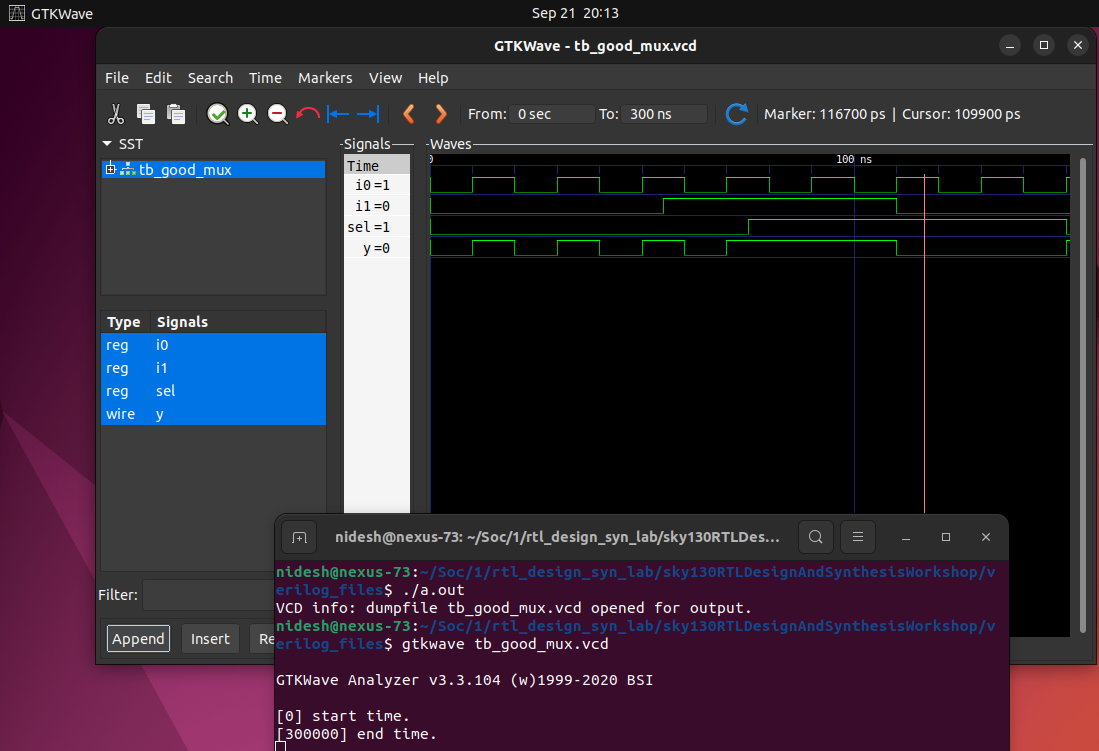 GTKWave
Sep 21 20:13
GTKWave - tb_good_mux.vcd
File Edit Search Time Markers View Help
From: 0 sec To: 300 ns Marker: 116700 ps | Cursor: 109900 ps
SST
tb_good_mux
Signals
Waves
Time
0
100 ns
i0=1
i1=0
sel=1
y=0
Type Signals
reg i0
reg i1
reg sel
wire y
Filter:
Append Insert Re
nidesh@nexus-73: ~/Soc/1/rtl_design_syn_lab/sky130RTLDes...
nidesh@nexus-73:~/Soc/1/rtl_design_syn_lab/sky130RTLDesignAndSynthesisWorkshop/v
erilog_files$ ./a.out
VCD info: dumpfile tb_good_mux.vcd opened for output.
nidesh@nexus-73:~/Soc/1/rtl_design_syn_lab/sky130RTLDesignAndSynthesisWorkshop/v
erilog_files$ gtkwave tb_good_mux.vcd
GTKWave Analyzer v3.3.104 (w)1999-2020 BSI
[0] start time.
[300000] end time.